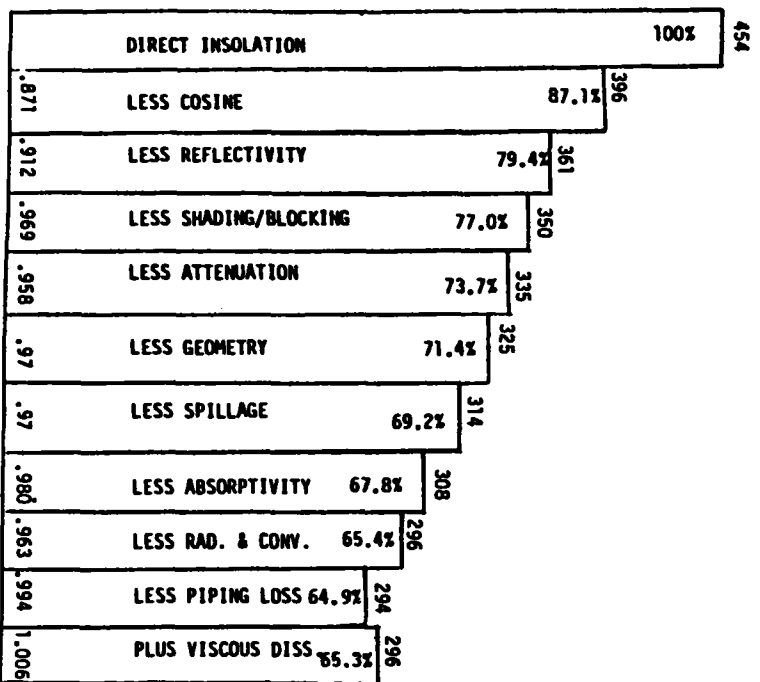 DIRECT INSOLATION 100% 454
.871 LESS COSINE 87.1% 396
.912 LESS REFLECTIVITY 79.4% 361
.969 LESS SHADING/BLOCKING 77.0% 350
.958 LESS ATTENUATION 73.7% 335
.97 LESS GEOMETRY 71.4% 325
.97 LESS SPILLAGE 69.2% 314
.980 LESS ABSORPTIVITY 67.8% 308
.963 LESS RAD. & CONV. 65.4% 296
.994 LESS PIPING LOSS 64.9% 294
1.006 PLUS VISCOUS DISS. 65.3% 296